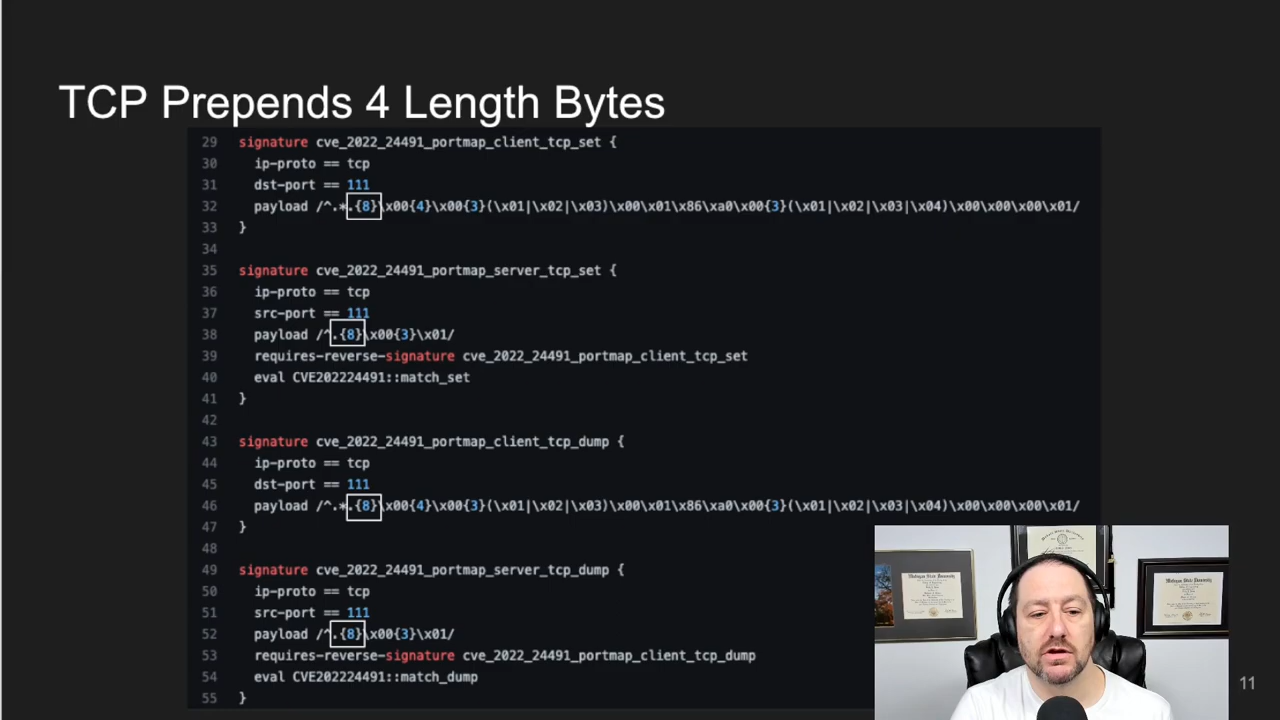 TCP Prepends 4 Length Bytes
29 signature cve_2022_24491_portmap_client_tcp_set {
30 ip-proto == tcp
31 dst-port == 111
32 payload /^.*.{8}\x00{4}\x00{3}(\x01|\x02|\x03)\x00\x01\x86\xa0\x00{3}(\x01|\x02|\x03|\x04)\x00\x00\x00\x01/
33 }
34
35 signature cve_2022_24491_portmap_server_tcp_set {
36 ip-proto == tcp
37 src-port == 111
38 payload /^.{8}\x00{3}\x01/
39 requires-reverse-signature cve_2022_24491_portmap_client_tcp_set
40 eval CVE202224491::match_set
41 }
42
43 signature cve_2022_24491_portmap_client_tcp_dump {
44 ip-proto == tcp
45 dst-port == 111
46 payload /^.*.{8}\x00{4}\x00{3}(\x01|\x02|\x03)\x00\x01\x86\xa0\x00{3}(\x01|\x02|\x03|\x04)\x00\x00\x00\x01/
47 }
48
49 signature cve_2022_24491_portmap_server_tcp_dump {
50 ip-proto == tcp
51 src-port == 111
52 payload /^.{8}\x00{3}\x01/
53 requires-reverse-signature cve_2022_24491_portmap_client_tcp_dump
54 eval CVE202224491::match_dump
55 }
Michigan State University
Michigan State University
11